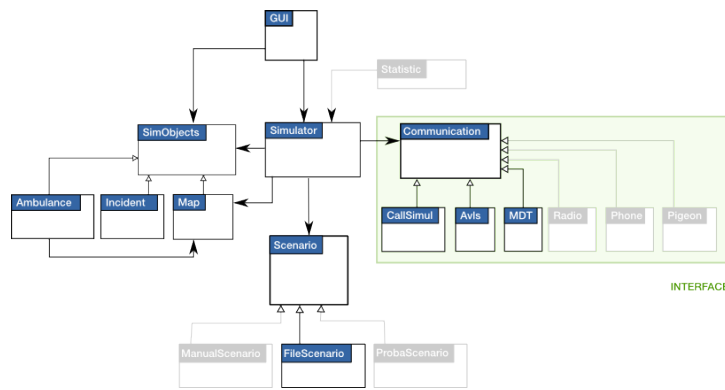 GUI
Statistic
SimObjects
Simulator
Communication
Ambulance
Incident
Map
CallSimul
Avls
MDT
Radio
Phone
Pigeon
Scenario
INTERFACE
ManualScenario
FileScenario
ProbaScenario